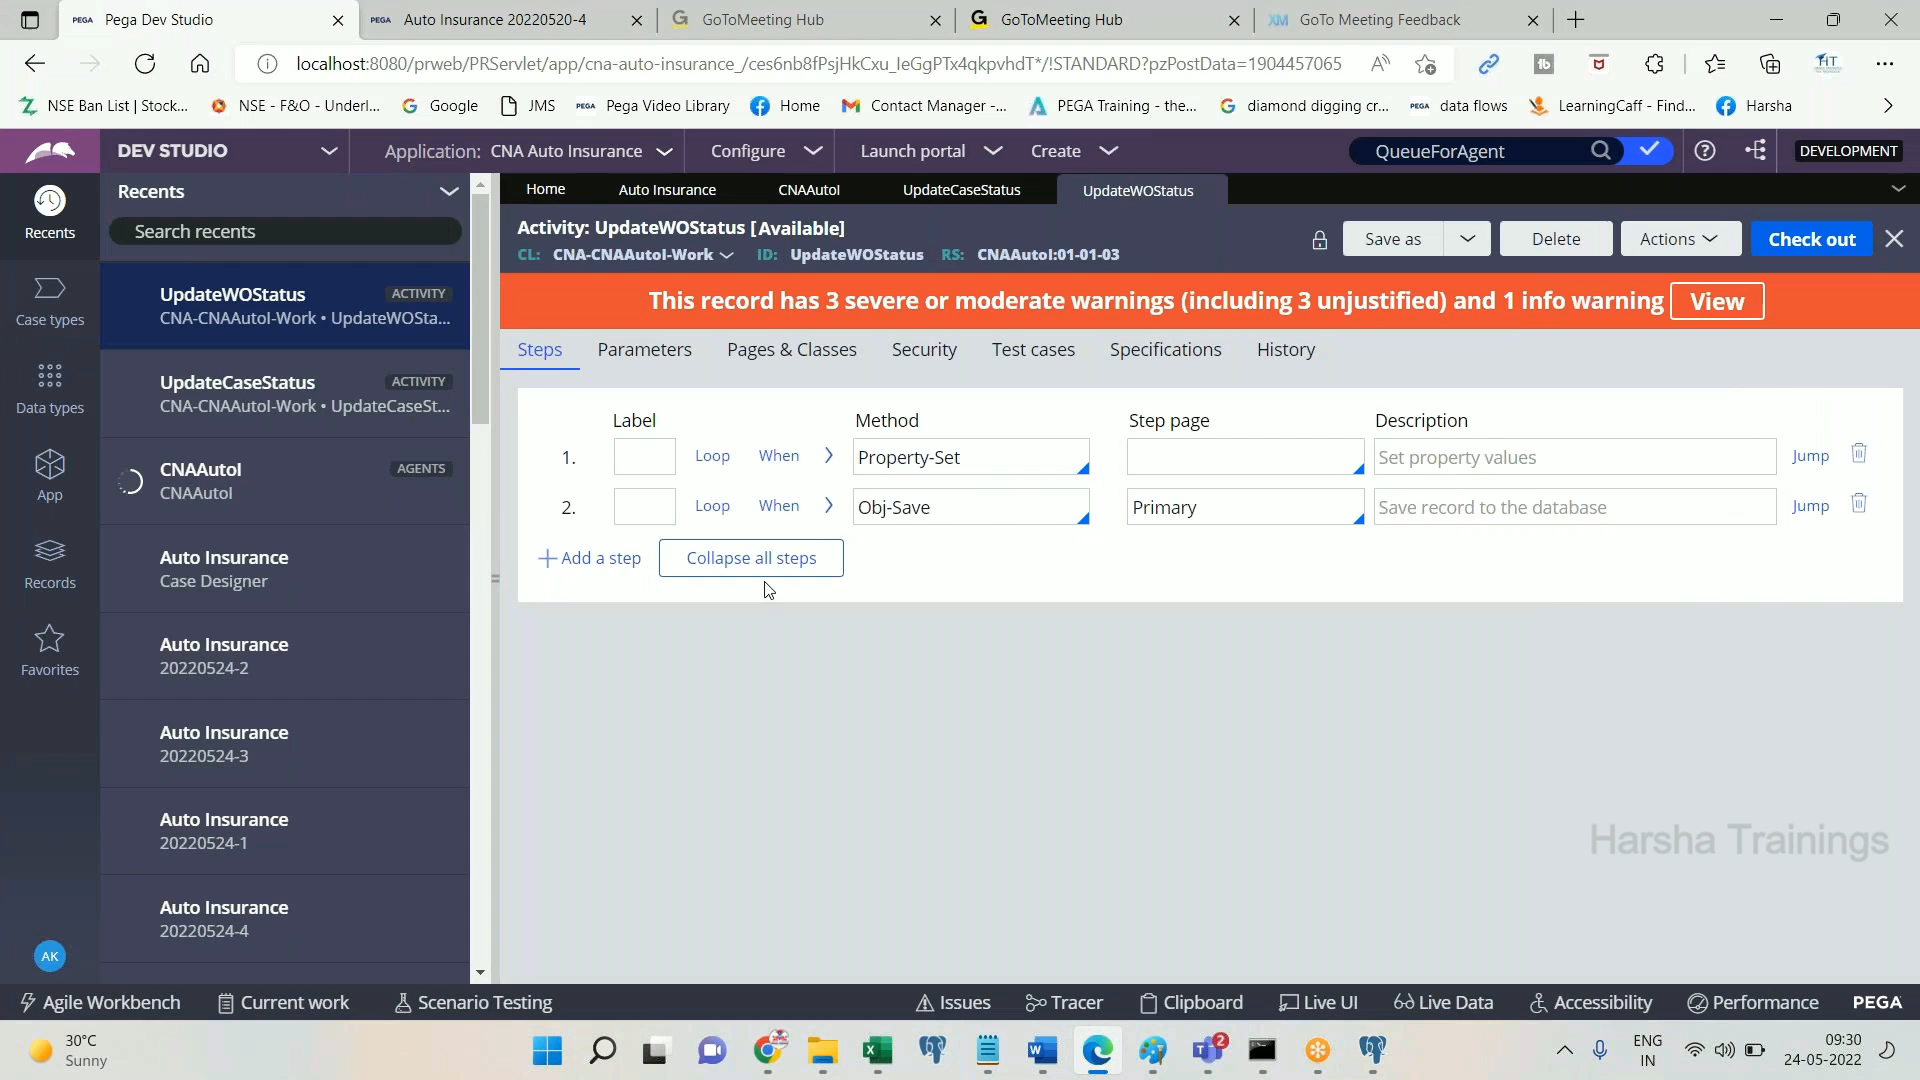 Pega Dev Studio
Auto Insurance 20220520-4
GoToMeeting Hub
GoToMeeting Hub
GoTo Meeting Feedback
localhost:8080/prweb/PRServlet/app/cna-auto-insurance_/ces6nb8fPsjHkCxu_IeGgPTx4qkpvhdT*/!STANDARD?pzPostData=1904457065
NSE Ban List | Stock...
NSE - F&O - Underl...
Google
JMS
Pega Video Library
Home
Contact Manager -...
PEGA Training - the...
diamond digging cr...
data flows
LearningCaff - Find...
Harsha
DEV STUDIO
Application: CNA Auto Insurance
Configure
Launch portal
Create
QueueForAgent
DEVELOPMENT
Recents
Case types
Data types
App
Records
Favorites
AK
Recents
Search recents
UpdateWOStatus ACTIVITY
CNA-CNAAutoI-Work • UpdateWOSta...
UpdateCaseStatus ACTIVITY
CNA-CNAAutoI-Work • UpdateCaseSt...
CNAAutoI AGENTS
CNAAutoI
Auto Insurance
Case Designer
Auto Insurance
20220524-2
Auto Insurance
20220524-3
Auto Insurance
20220524-1
Auto Insurance
20220524-4
Home
Auto Insurance
CNAAutoI
UpdateCaseStatus
UpdateWOStatus
Activity: UpdateWOStatus [Available]
CL: CNA-CNAAutoI-Work ID: UpdateWOStatus RS: CNAAutoI:01-01-03
Save as
Delete
Actions
Check out
This record has 3 severe or moderate warnings (including 3 unjustified) and 1 info warning View
Steps
Parameters
Pages & Classes
Security
Test cases
Specifications
History
Label Method Step page Description
1. Loop When Property-Set Set property values Jump
2. Loop When Obj-Save Primary Save record to the database Jump
Add a step
Collapse all steps
Harsha Trainings
Agile Workbench
Current work
Scenario Testing
Issues
Tracer
Clipboard
Live UI
Live Data
Accessibility
Performance
PEGA
30°C
Sunny
2
ENG
IN
09:30
24-05-2022